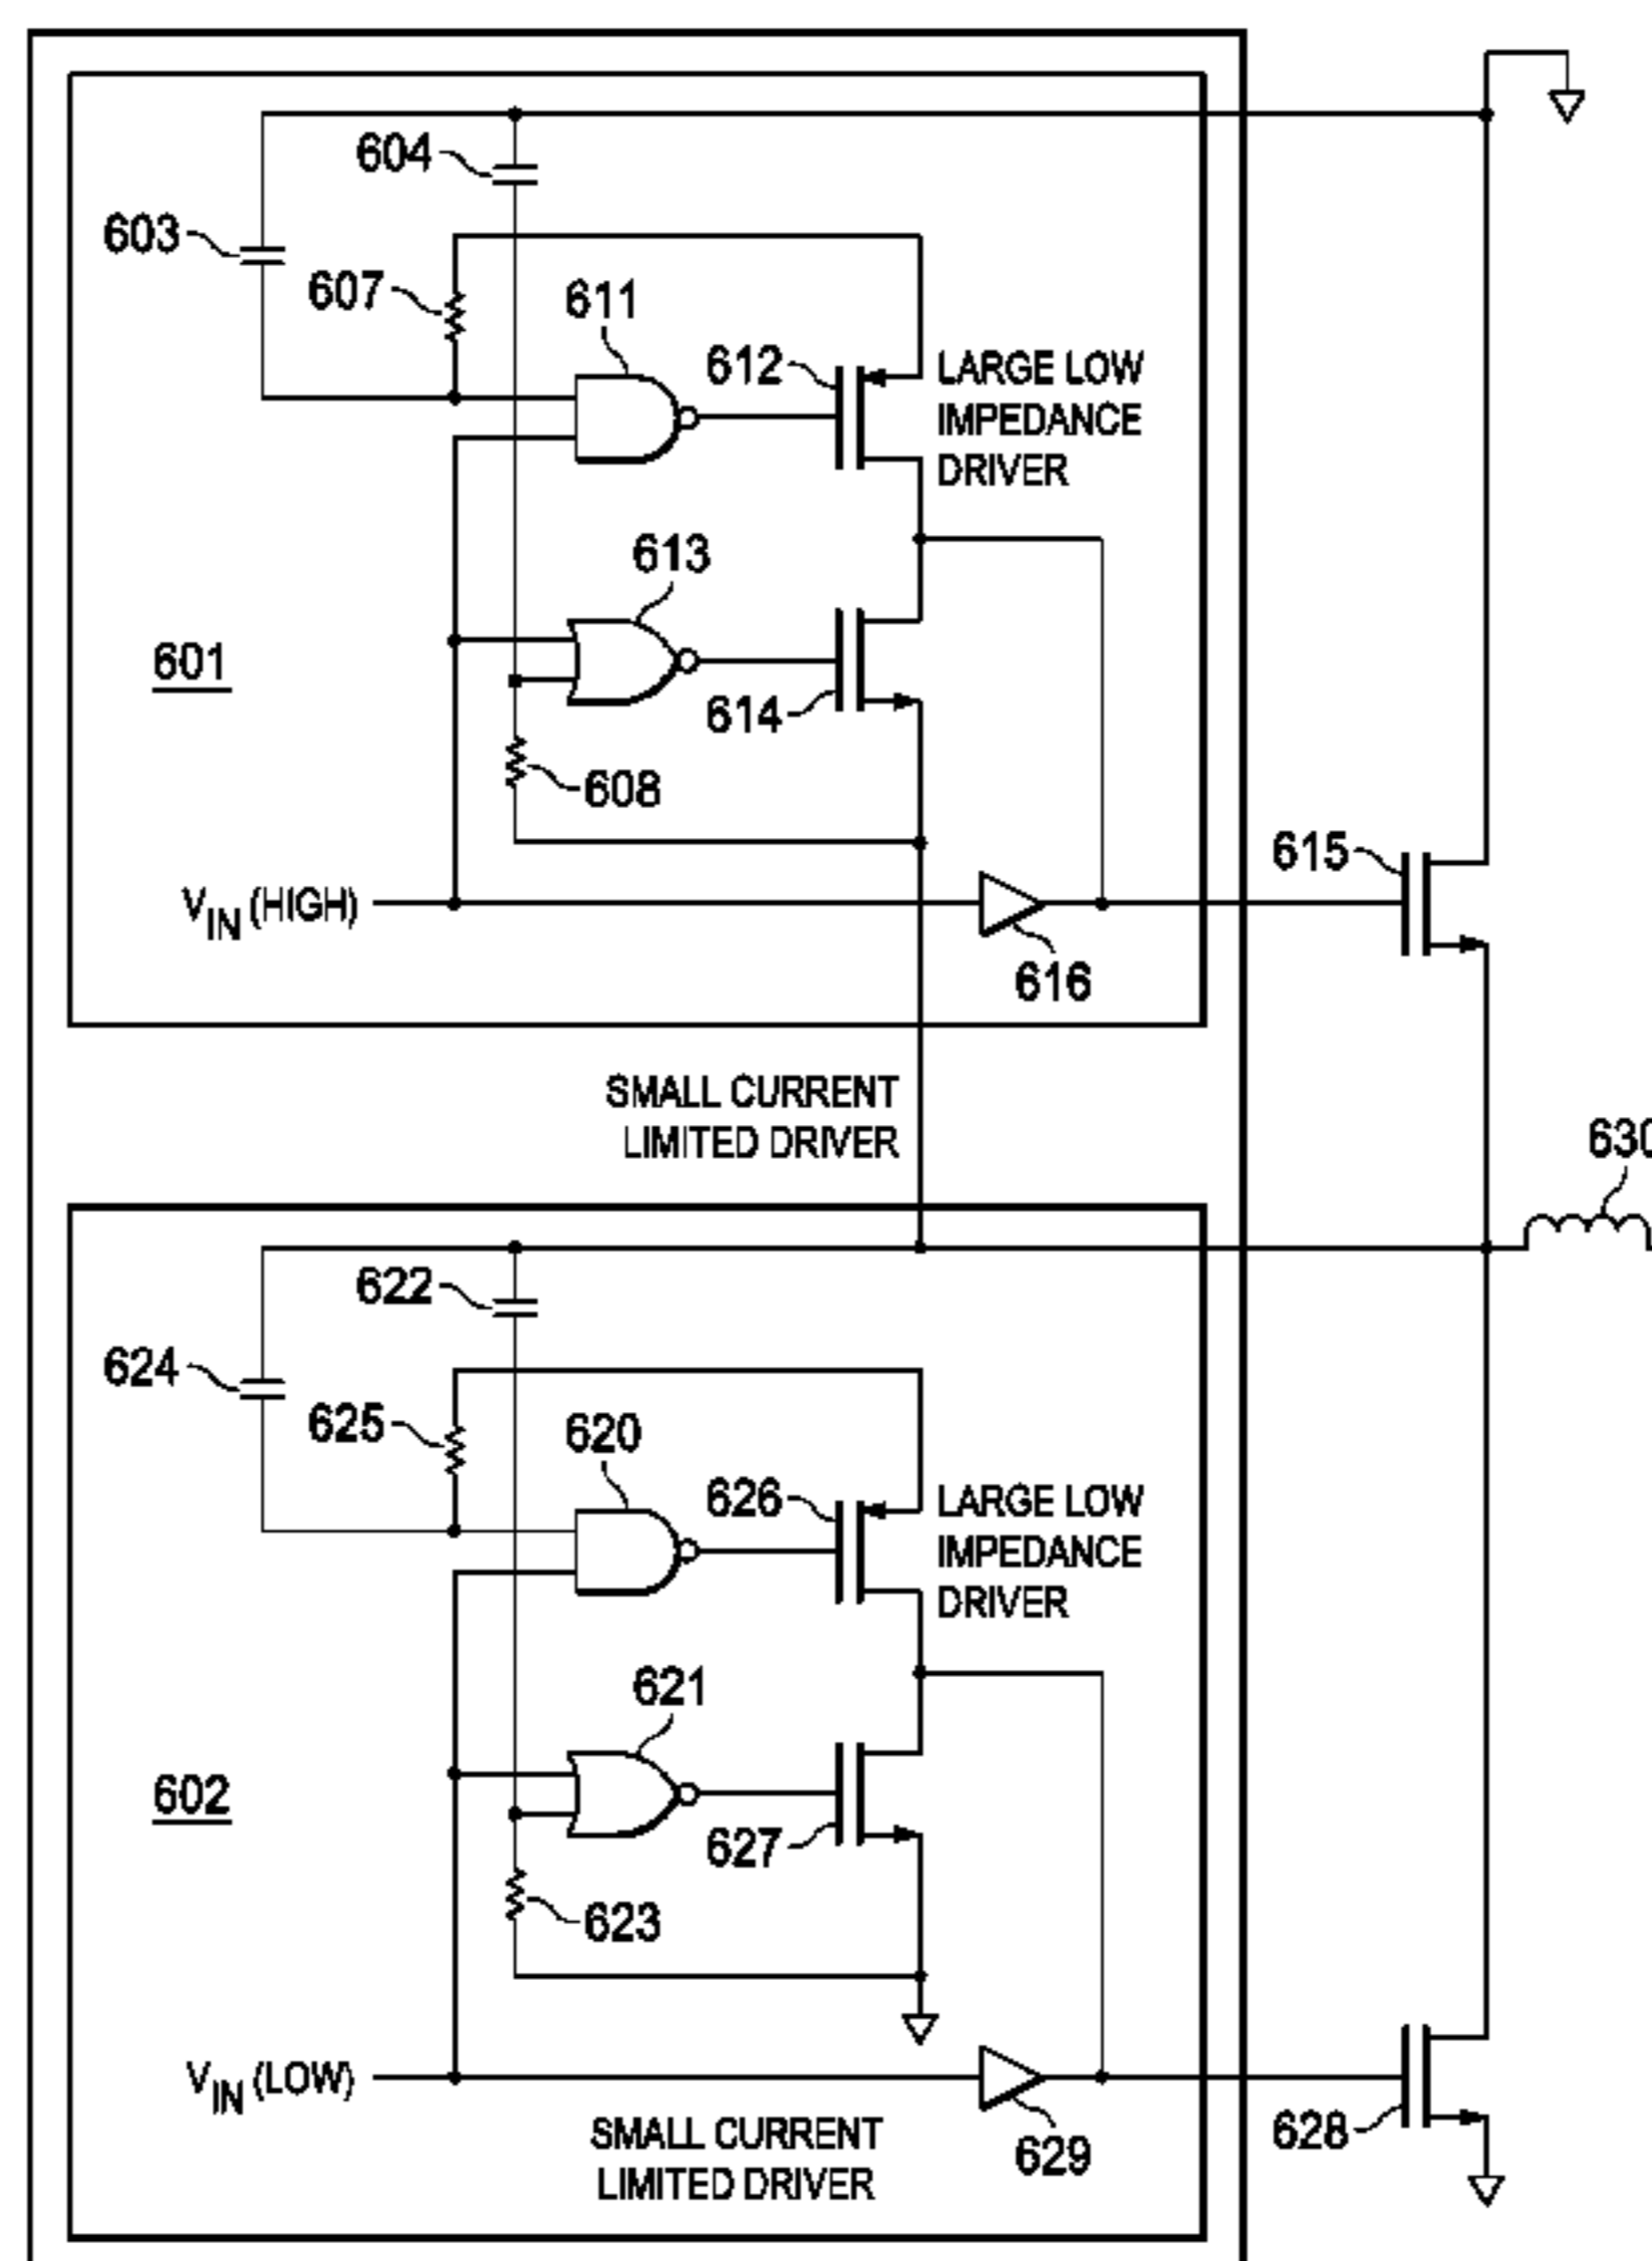 604
603
607
611
612
LARGE LOW
IMPEDANCE
DRIVER
613
601
614
608
615
VIN (HIGH)
616
SMALL CURRENT
LIMITED DRIVER
630
622
624
625
620
626
LARGE LOW
IMPEDANCE
DRIVER
621
602
627
623
VIN (LOW)
628
629
SMALL CURRENT
LIMITED DRIVER